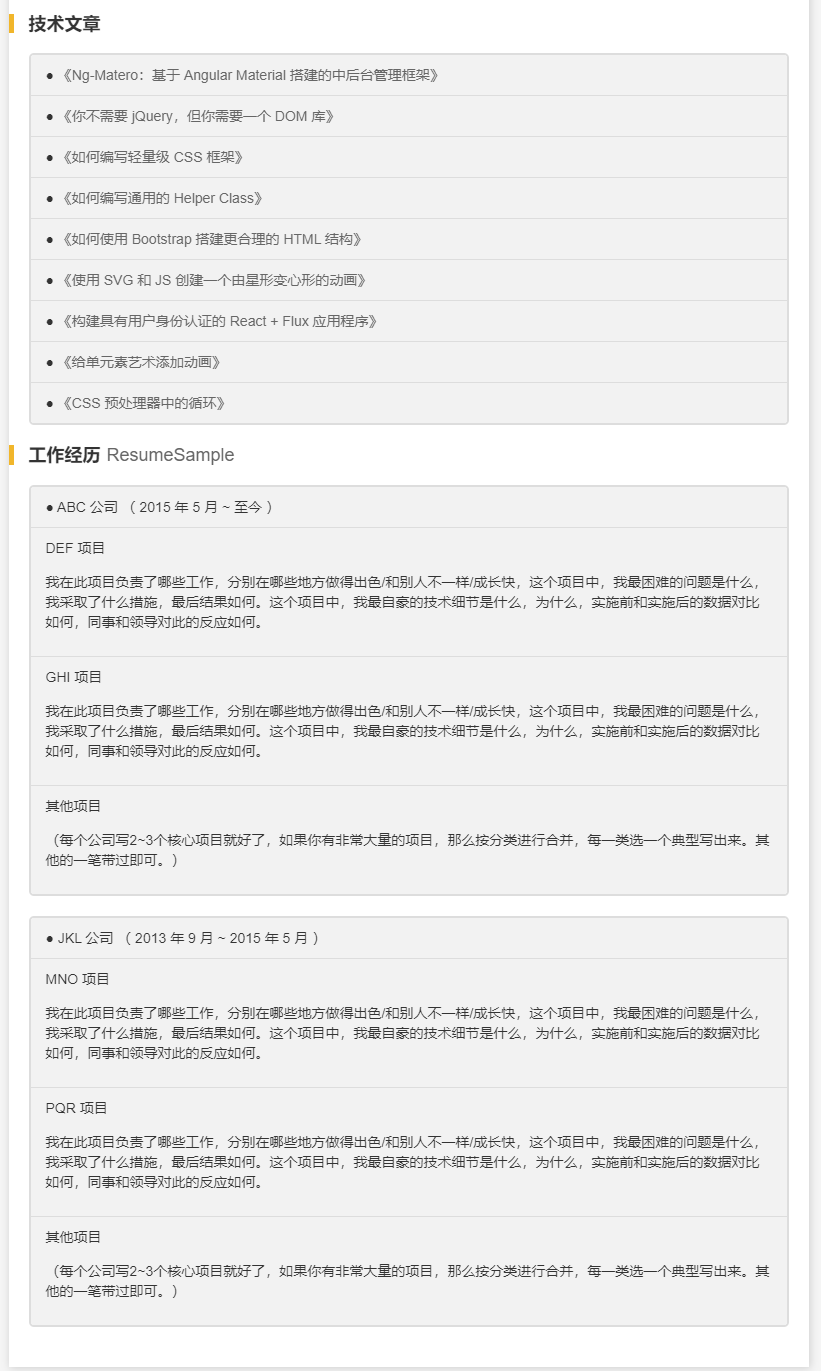 技术文章
● 《Ng-Matero：基于 Angular Material 搭建的中后台管理框架》
● 《你不需要 jQuery，但你需要一个 DOM 库》
● 《如何编写轻量级 CSS 框架》
● 《如何编写通用的 Helper Class》
● 《如何使用 Bootstrap 搭建更合理的 HTML 结构》
● 《使用 SVG 和 JS 创建一个由星形变心形的动画》
● 《构建具有用户身份认证的 React + Flux 应用程序》
● 《给单元素艺术添加动画》
● 《CSS 预处理器中的循环》
工作经历 ResumeSample
● ABC 公司 （ 2015 年 5 月 ~ 至今 ）
DEF 项目
我在此项目负责了哪些工作，分别在哪些地方做得出色/和别人不一样/成长快，这个项目中，我最困难的问题是什么，
我采取了什么措施，最后结果如何。这个项目中，我最自豪的技术细节是什么，为什么，实施前和实施后的数据对比
如何，同事和领导对此的反应如何。
GHI 项目
我在此项目负责了哪些工作，分别在哪些地方做得出色/和别人不一样/成长快，这个项目中，我最困难的问题是什么，
我采取了什么措施，最后结果如何。这个项目中，我最自豪的技术细节是什么，为什么，实施前和实施后的数据对比
如何，同事和领导对此的反应如何。
其他项目
（每个公司写2~3个核心项目就好了，如果你有非常大量的项目，那么按分类进行合并，每一类选一个典型写出来。其
他的一笔带过即可。）
● JKL 公司 （ 2013 年 9 月 ~ 2015 年 5 月 ）
MNO 项目
我在此项目负责了哪些工作，分别在哪些地方做得出色/和别人不一样/成长快，这个项目中，我最困难的问题是什么，
我采取了什么措施，最后结果如何。这个项目中，我最自豪的技术细节是什么，为什么，实施前和实施后的数据对比
如何，同事和领导对此的反应如何。
PQR 项目
我在此项目负责了哪些工作，分别在哪些地方做得出色/和别人不一样/成长快，这个项目中，我最困难的问题是什么，
我采取了什么措施，最后结果如何。这个项目中，我最自豪的技术细节是什么，为什么，实施前和实施后的数据对比
如何，同事和领导对此的反应如何。
其他项目
（每个公司写2~3个核心项目就好了，如果你有非常大量的项目，那么按分类进行合并，每一类选一个典型写出来。其
他的一笔带过即可。）